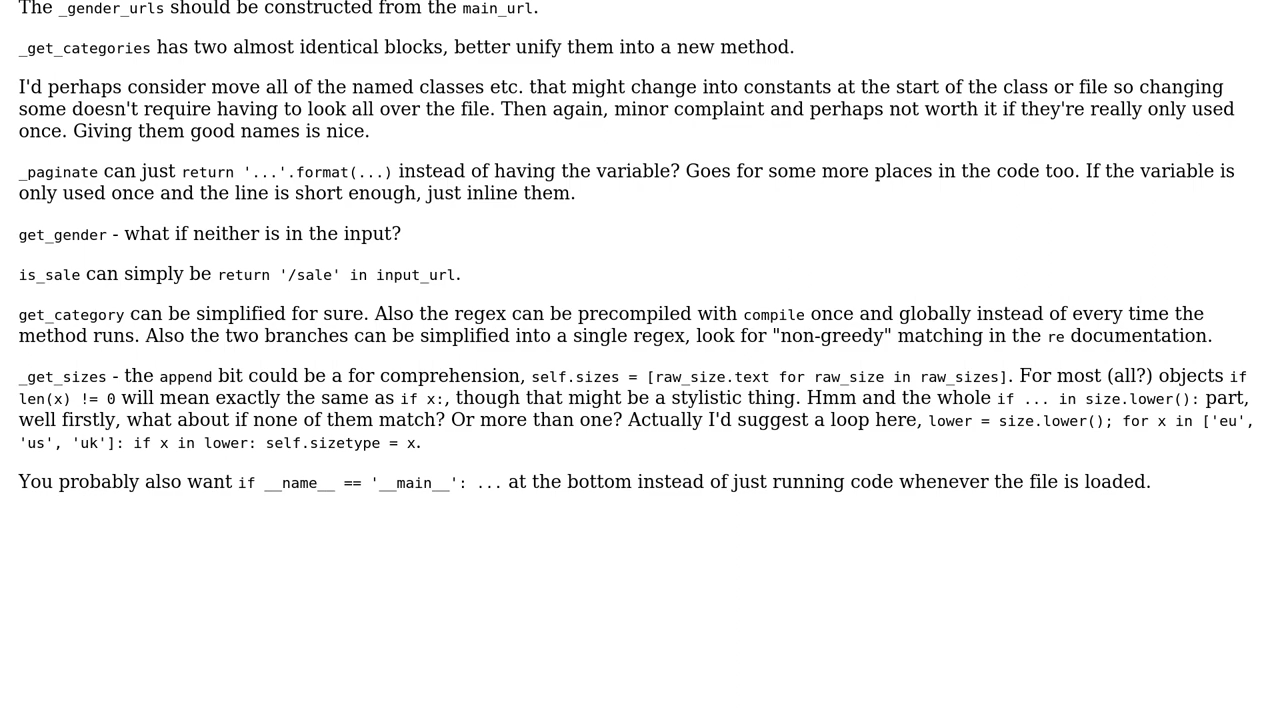 The _gender_urls should be constructed from the main_url.
_get_categories has two almost identical blocks, better unify them into a new method.
I'd perhaps consider move all of the named classes etc. that might change into constants at the start of the class or file so changing
some doesn't require having to look all over the file. Then again, minor complaint and perhaps not worth it if they're really only used
once. Giving them good names is nice.
_paginate can just return '...'.format(...) instead of having the variable? Goes for some more places in the code too. If the variable is
only used once and the line is short enough, just inline them.
get_gender - what if neither is in the input?
is_sale can simply be return '/sale' in input_url.
get_category can be simplified for sure. Also the regex can be precompiled with compile once and globally instead of every time the
method runs. Also the two branches can be simplified into a single regex, look for "non-greedy" matching in the re documentation.
_get_sizes - the append bit could be a for comprehension, self.sizes = [raw_size.text for raw_size in raw_sizes]. For most (all?) objects if
len(x) != 0 will mean exactly the same as if x:, though that might be a stylistic thing. Hmm and the whole if ... in size.lower(): part,
well firstly, what about if none of them match? Or more than one? Actually I'd suggest a loop here, lower = size.lower(); for x in ['eu',
'us', 'uk']: if x in lower: self.sizetype = x.
You probably also want if __name__ == '__main__': ... at the bottom instead of just running code whenever the file is loaded.